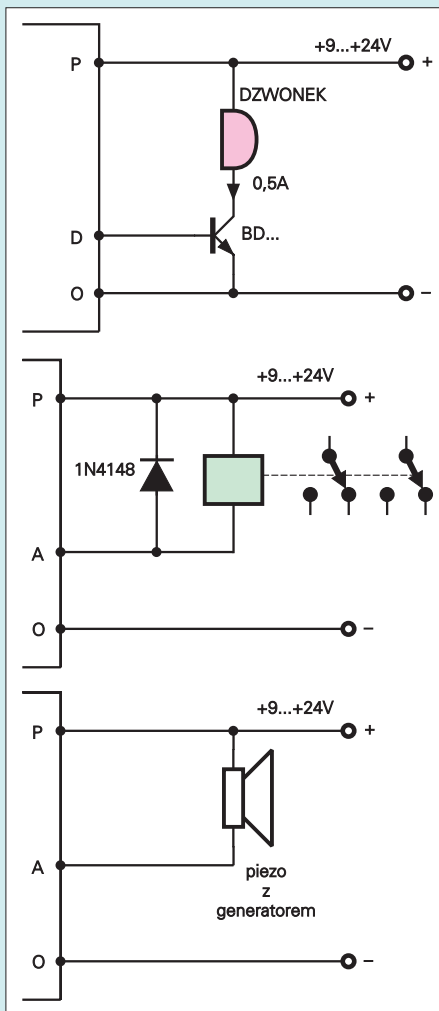 +9...+24V
P
+
DZWONEK
0,5A
D
BD...
O
−
+9...+24V
P
+
1N4148
A
O
−
+9...+24V
P
+
A
piezo
z
generatorem
O
−